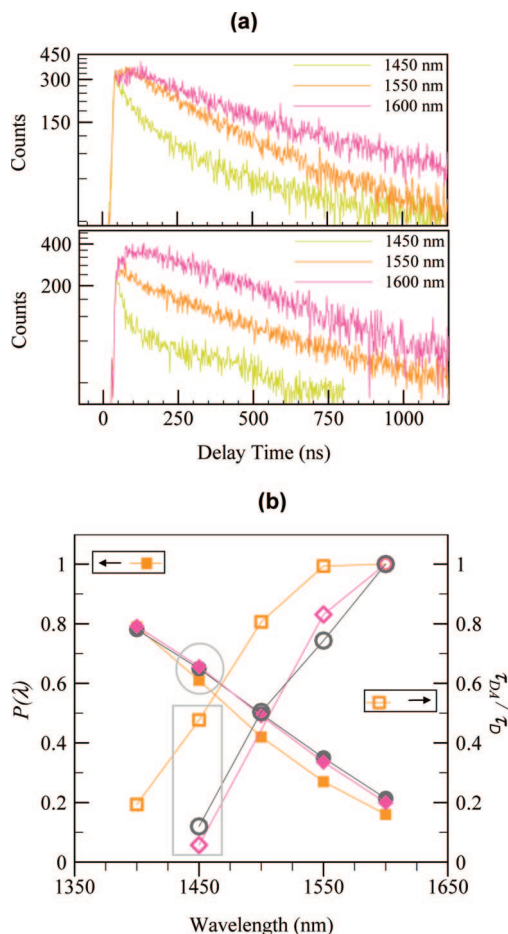 (a)
450
300
150
Counts
1450 nm
1550 nm
1600 nm
400
200
Counts
1450 nm
1550 nm
1600 nm
0 250 500 750 1000
Delay Time (ns)
(b)
1 1
0.8 0.8
0.6 0.6
0.4 0.4
0.2 0.2
0 0
P(λ)
τDA / τD
1350 1450 1550 1650
Wavelength (nm)